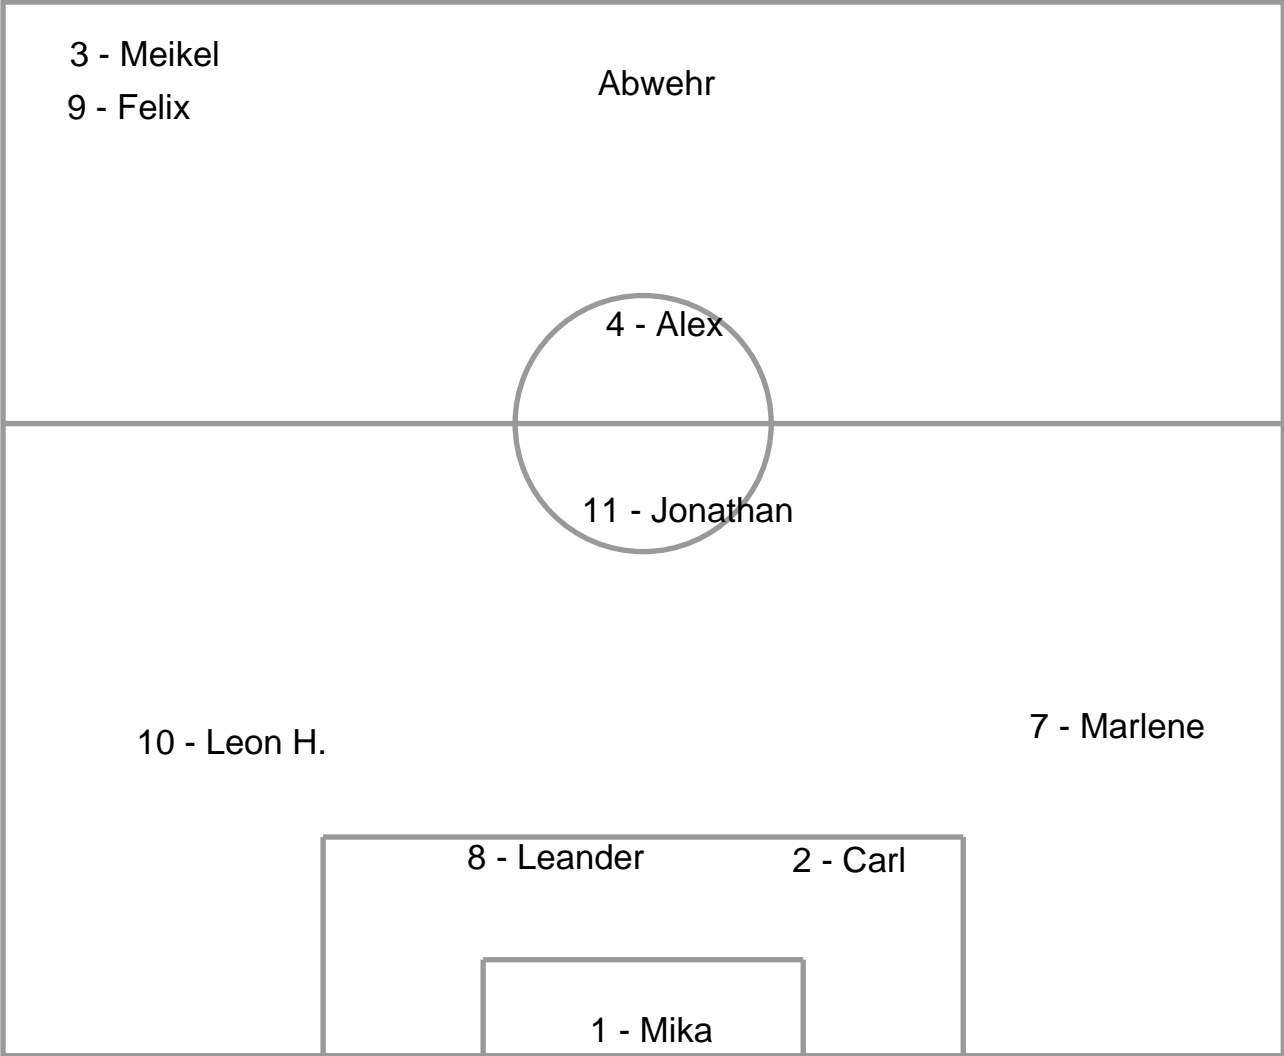 3 - Meikel
Abwehr
9 - Felix
4 - Alex
11 - Jonathan
7 - Marlene
10 - Leon H.
8 - Leander
2 - Carl
1 - Mika